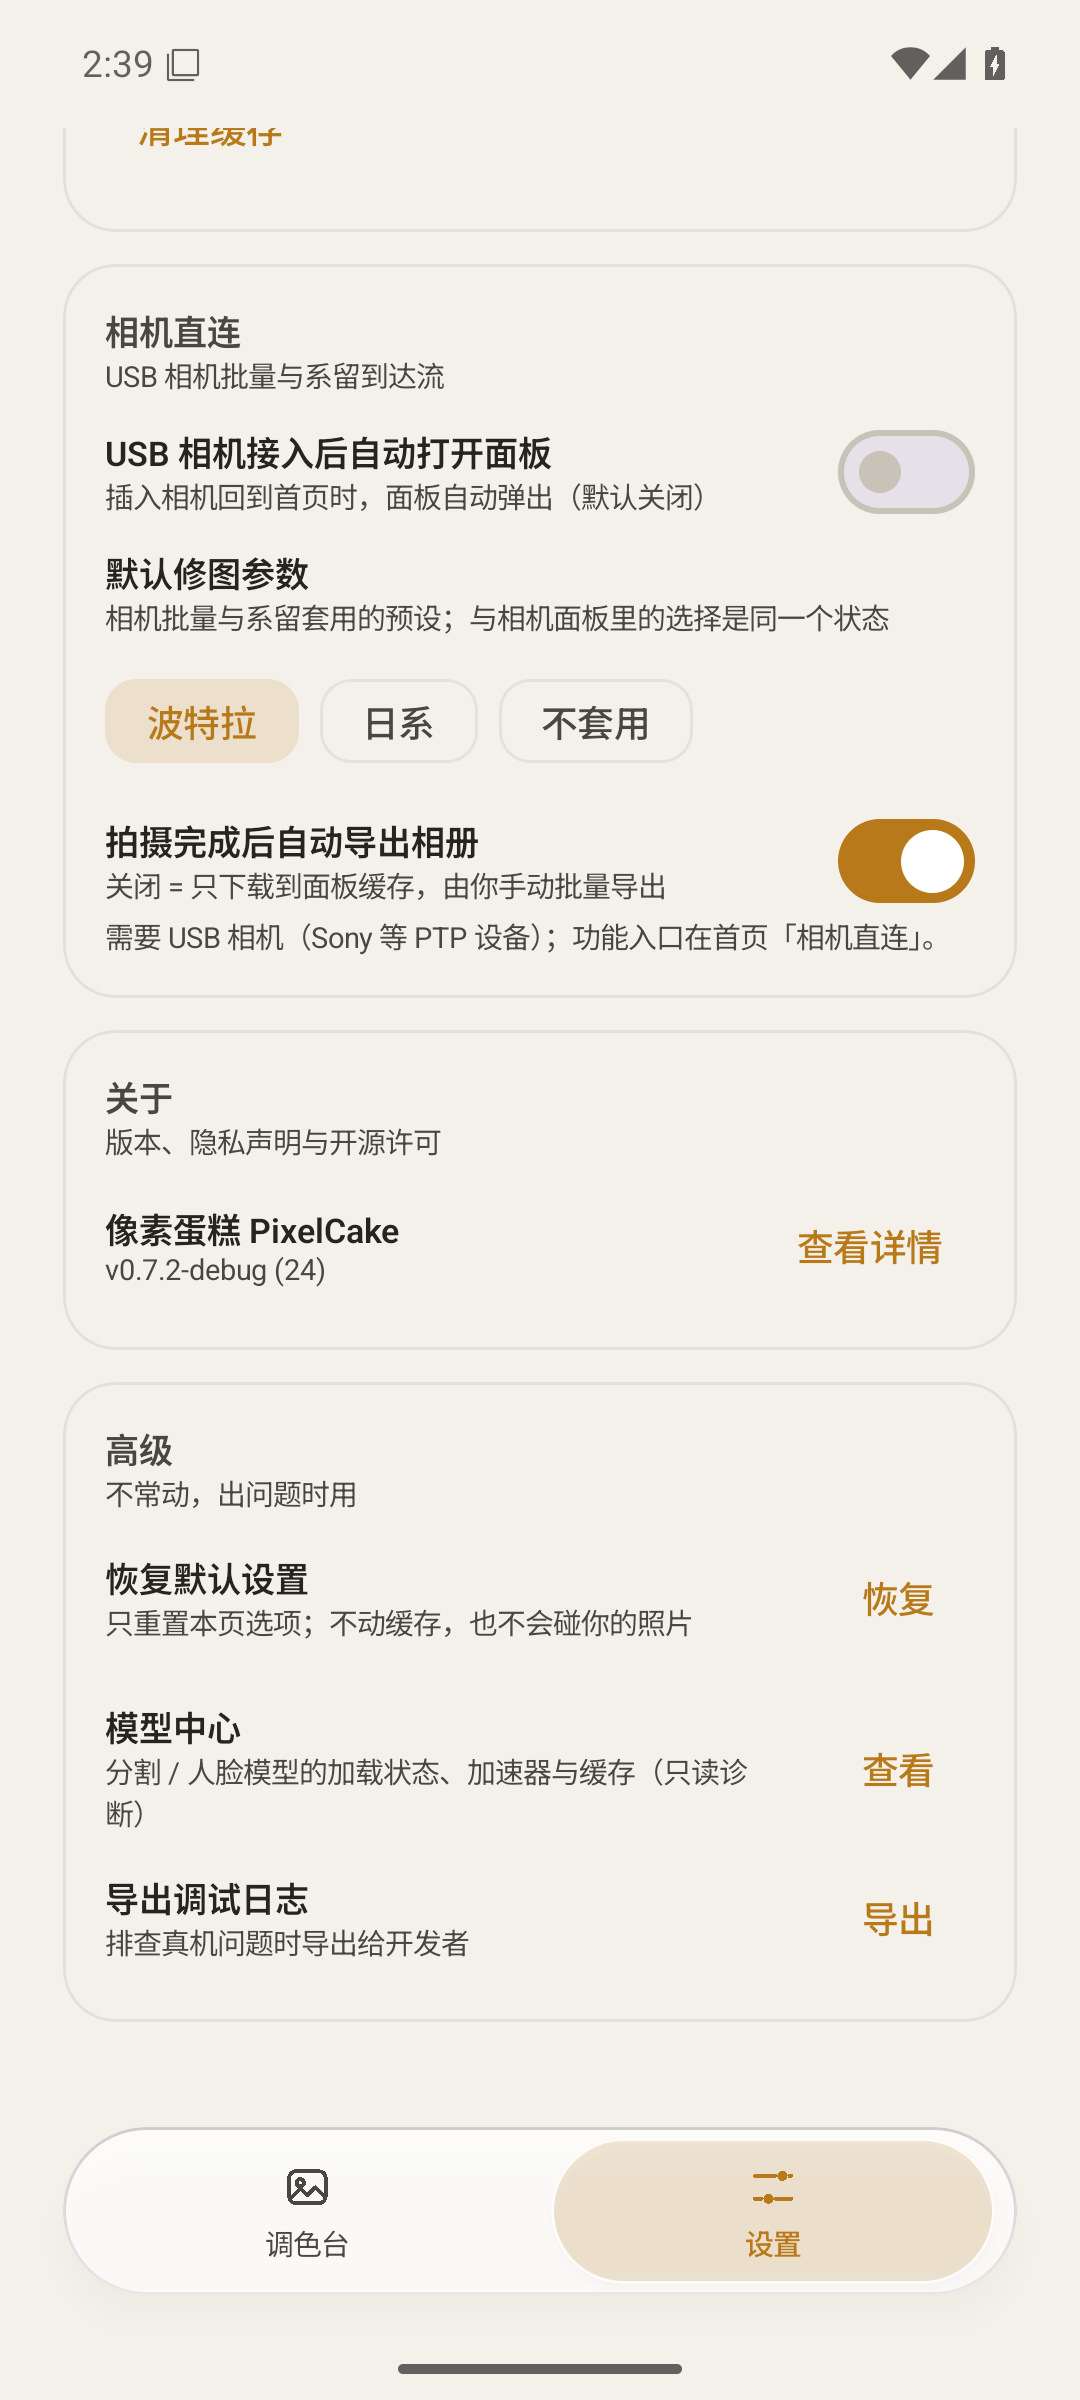 2:39
清理缓存
相机直连
USB 相机批量与系留到达流
USB 相机接入后自动打开面板
插入相机回到首页时，面板自动弹出（默认关闭）
默认修图参数
相机批量与系留套用的预设；与相机面板里的选择是同一个状态
波特拉
日系
不套用
拍摄完成后自动导出相册
关闭 = 只下载到面板缓存，由你手动批量导出
需要 USB 相机（Sony 等 PTP 设备）；功能入口在首页「相机直连」。
关于
版本、隐私声明与开源许可
像素蛋糕 PixelCake
v0.7.2-debug (24)
查看详情
高级
不常动，出问题时用
恢复默认设置
只重置本页选项；不动缓存，也不会碰你的照片
恢复
模型中心
分割 / 人脸模型的加载状态、加速器与缓存（只读诊
断）
查看
导出调试日志
排查真机问题时导出给开发者
导出
调色台
设置